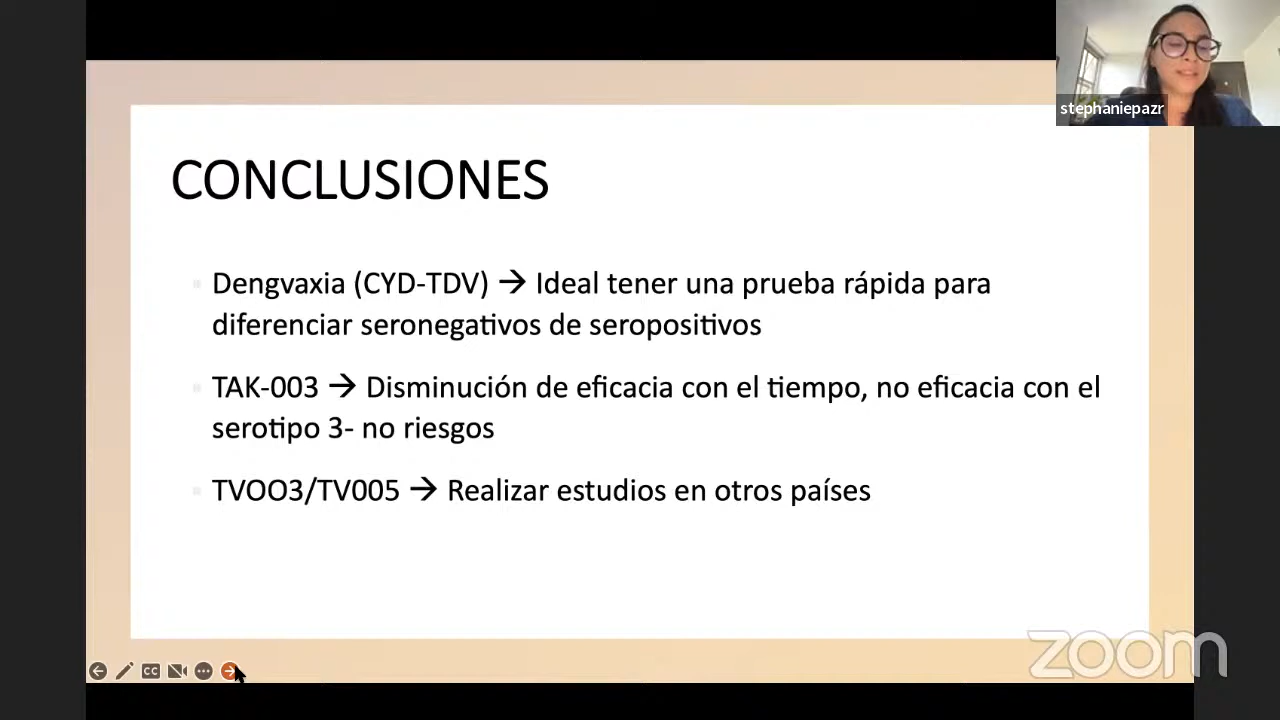 stephaniepazr
CONCLUSIONES
Dengvaxia (CYD-TDV) → Ideal tener una prueba rápida para
diferenciar seronegativos de seropositivos
TAK-003 → Disminución de eficacia con el tiempo, no eficacia con el
serotipo 3- no riesgos
TVOO3/TV005 → Realizar estudios en otros países
CC
zoom